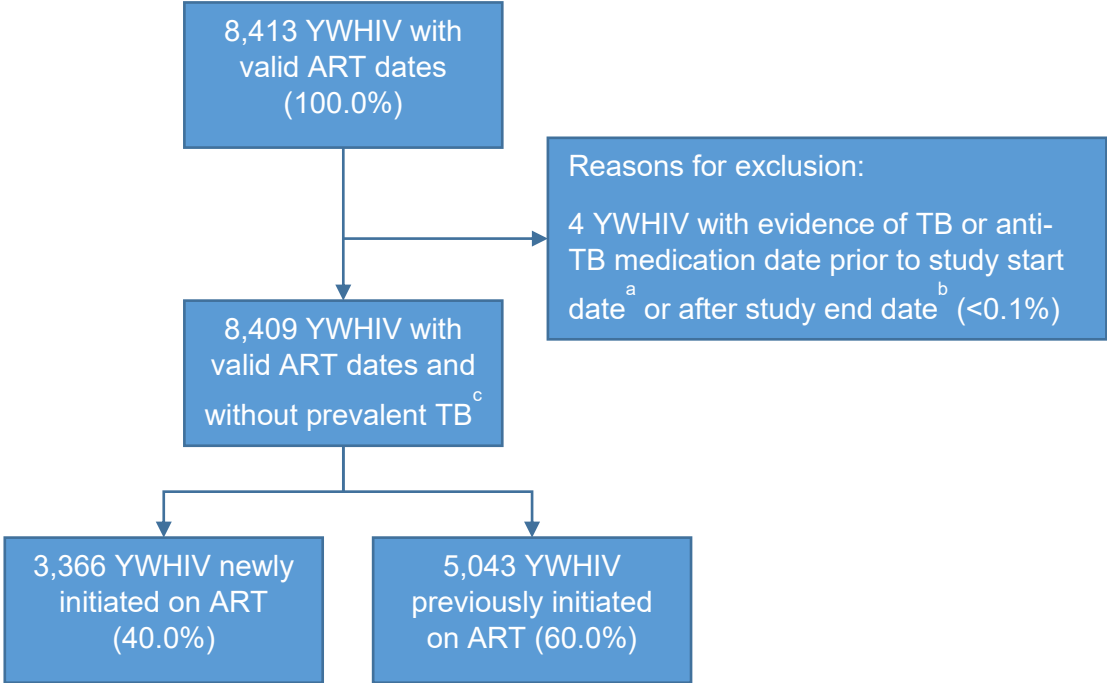 8,413 YWHIV with
valid ART dates
(100.0%)
Reasons for exclusion:
4 YWHIV with evidence of TB or anti-
TB medication date prior to study start
date^a or after study end date^b (<0.1%)
8,409 YWHIV with
valid ART dates and
without prevalent TB^c
3,366 YWHIV newly
initiated on ART
(40.0%)
5,043 YWHIV
previously initiated
on ART (60.0%)